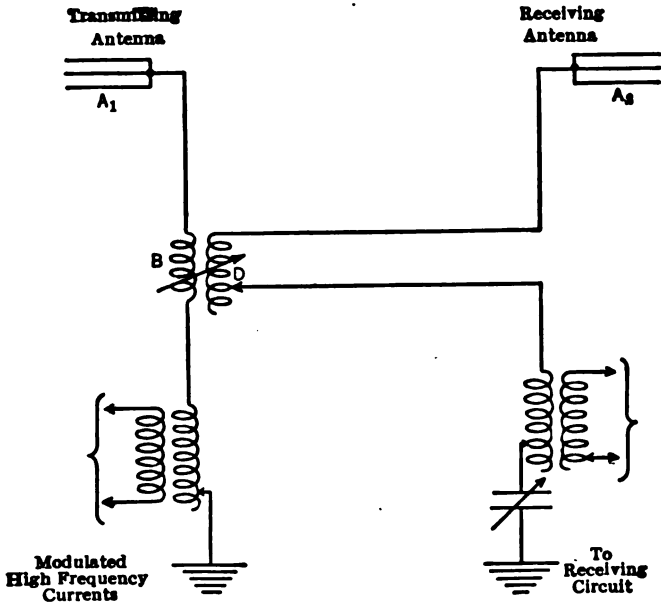 Transmitting
Antenna
Receiving
Antenna
A1
A2
B
D
Modulated
High Frequency
Currents
To
Receiving
Circuit